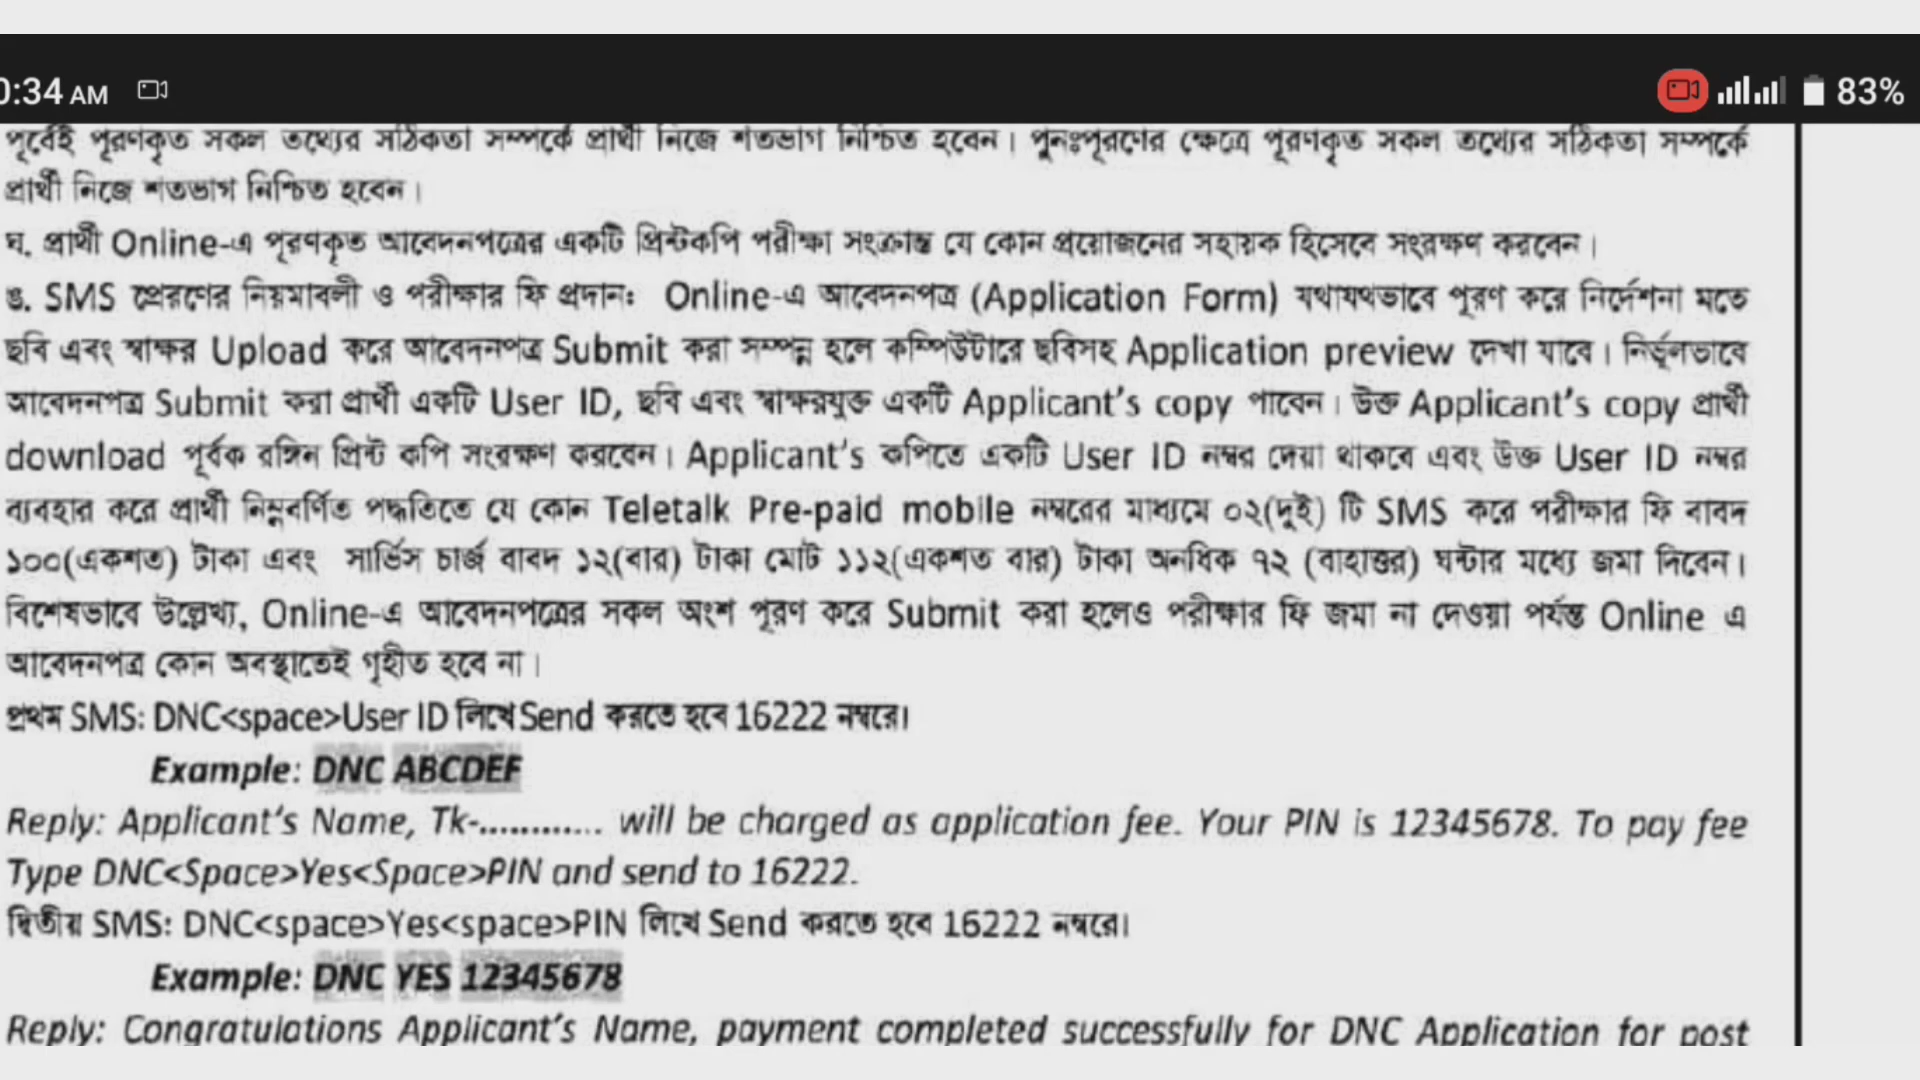 0:34 AM 83%
পূর্বেই পূরণকৃত সকল তথ্যের সঠিকতা সম্পর্কে প্রার্থী নিজে শতভাগ নিশ্চিত হবেন। পুনঃপূরণের ক্ষেত্রে পূরণকৃত সকল তথ্যের সঠিকতা সম্পর্কে
প্রার্থী নিজে শতভাগ নিশ্চিত হবেন।
ঘ. প্রার্থী Online-এ পূরণকৃত আবেদনপত্রের একটি প্রিন্টকপি পরীক্ষা সংক্রান্ত যে কোন প্রয়োজনের সহায়ক হিসেবে সংরক্ষণ করবেন।
ঙ. SMS প্রেরণের নিয়মাবলী ও পরীক্ষার ফি প্রদানঃ Online-এ আবেদনপত্র (Application Form) যথাযথভাবে পূরণ করে নির্দেশনা মতে
ছবি এবং স্বাক্ষর Upload করে আবেদনপত্র Submit করা সম্পন্ন হলে কম্পিউটারে ছবিসহ Application preview দেখা যাবে। নির্ভূলভাবে
আবেদনপত্র Submit করা প্রার্থী একটি User ID, ছবি এবং স্বাক্ষরযুক্ত একটি Applicant's copy পাবেন। উক্ত Applicant's copy প্রার্থী
download পূর্বক রঙ্গিন প্রিন্ট কপি সংরক্ষণ করবেন। Applicant's কপিতে একটি User ID নম্বর দেয়া থাকবে এবং উক্ত User ID নম্বর
ব্যবহার করে প্রার্থী নিম্নবর্ণিত পদ্ধতিতে যে কোন Teletalk Pre-paid mobile নম্বরের মাধ্যমে ০২(দুই) টি SMS করে পরীক্ষার ফি বাবদ
১০০(একশত) টাকা এবং সার্ভিস চার্জ বাবদ ১২(বার) টাকা মোট ১১২(একশত বার) টাকা অনধিক ৭২ (বাহাত্তর) ঘন্টার মধ্যে জমা দিবেন।
বিশেষভাবে উল্লেখ্য, Online-এ আবেদনপত্রের সকল অংশ পূরণ করে Submit করা হলেও পরীক্ষার ফি জমা না দেওয়া পর্যন্ত Online এ
আবেদনপত্র কোন অবস্থাতেই গৃহীত হবে না।
প্রথম SMS: DNC<space>User ID লিখে Send করতে হবে 16222 নম্বরে।
Example: DNC ABCDEF
Reply: Applicant's Name, Tk-............ will be charged as application fee. Your PIN is 12345678. To pay fee
Type DNC<Space>Yes<Space>PIN and send to 16222.
দ্বিতীয় SMS: DNC<space>Yes<space>PIN লিখে Send করতে হবে 16222 নম্বরে।
Example: DNC YES 12345678
Reply: Congratulations Applicant's Name, payment completed successfully for DNC Application for post